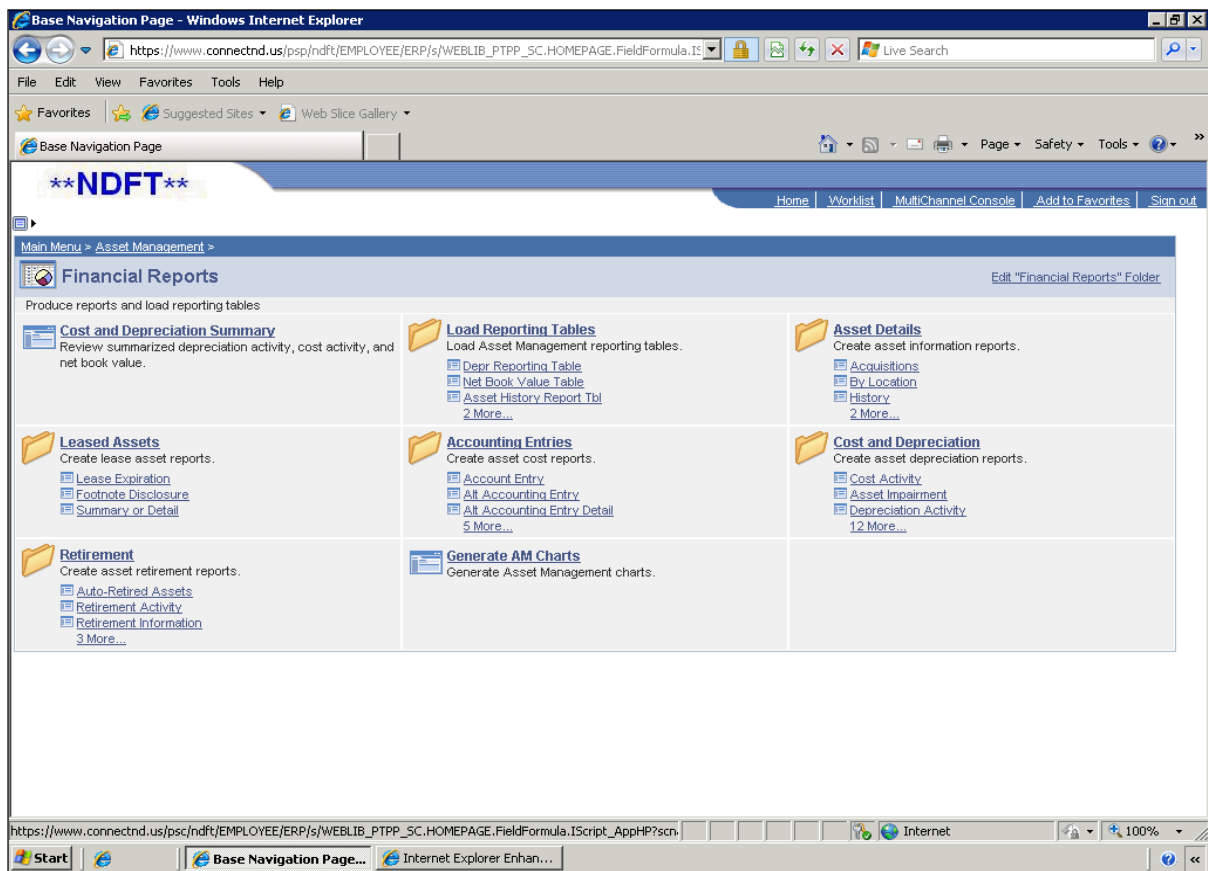 Base Navigation Page - Windows Internet Explorer
https://www.connectnd.us/psp/ndft/EMPLOYEE/ERP/s/WEBLIB_PTPP_SC.HOMEPAGE.FieldFormula.IS
Live Search
File Edit View Favorites Tools Help
Favorites Suggested Sites Web Slice Gallery
Base Navigation Page
Page Safety Tools »
**NDFT**
Home Worklist MultiChannel Console Add to Favorites Sign out
Main Menu > Asset Management >
Financial Reports
Edit "Financial Reports" Folder
Produce reports and load reporting tables
Cost and Depreciation Summary
Review summarized depreciation activity, cost activity, and
net book value.
Load Reporting Tables
Load Asset Management reporting tables.
Depr Reporting Table
Net Book Value Table
Asset History Report Tbl
2 More...
Asset Details
Create asset information reports.
Acquisitions
By Location
History
2 More...
Leased Assets
Create lease asset reports.
Lease Expiration
Footnote Disclosure
Summary or Detail
Accounting Entries
Create asset cost reports.
Account Entry
Alt Accounting Entry
Alt Accounting Entry Detail
5 More...
Cost and Depreciation
Create asset depreciation reports.
Cost Activity
Asset Impairment
Depreciation Activity
12 More...
Retirement
Create asset retirement reports.
Auto-Retired Assets
Retirement Activity
Retirement Information
3 More...
Generate AM Charts
Generate Asset Management charts.
https://www.connectnd.us/psc/ndft/EMPLOYEE/ERP/s/WEBLIB_PTPP_SC.HOMEPAGE.FieldFormula.IScript_AppHP?scn
Internet
100%
Start
Base Navigation Page...
Internet Explorer Enhan...
«